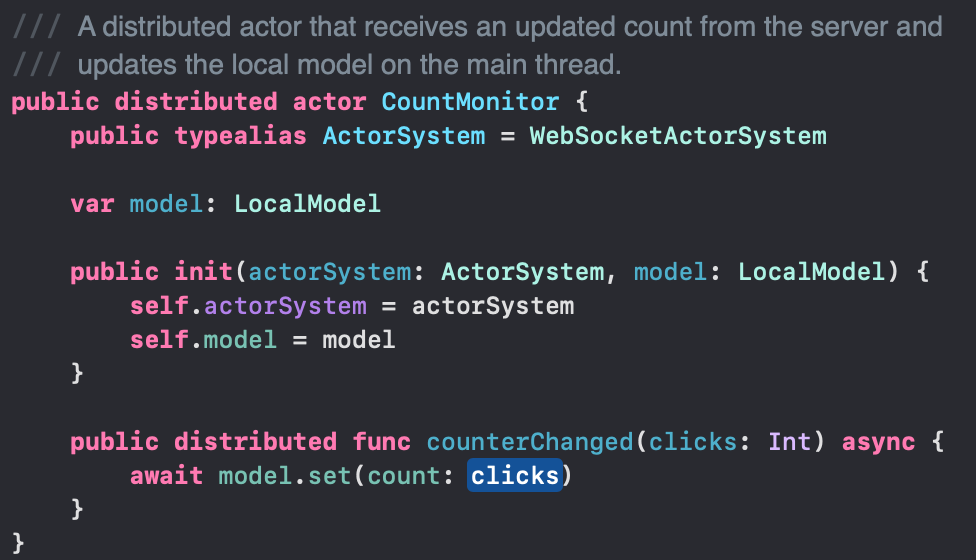 /// A distributed actor that receives an updated count from the server and
/// updates the local model on the main thread.
public distributed actor CountMonitor {
    public typealias ActorSystem = WebSocketActorSystem

    var model: LocalModel

    public init(actorSystem: ActorSystem, model: LocalModel) {
        self.actorSystem = actorSystem
        self.model = model
    }

    public distributed func counterChanged(clicks: Int) async {
        await model.set(count: clicks)
    }
}